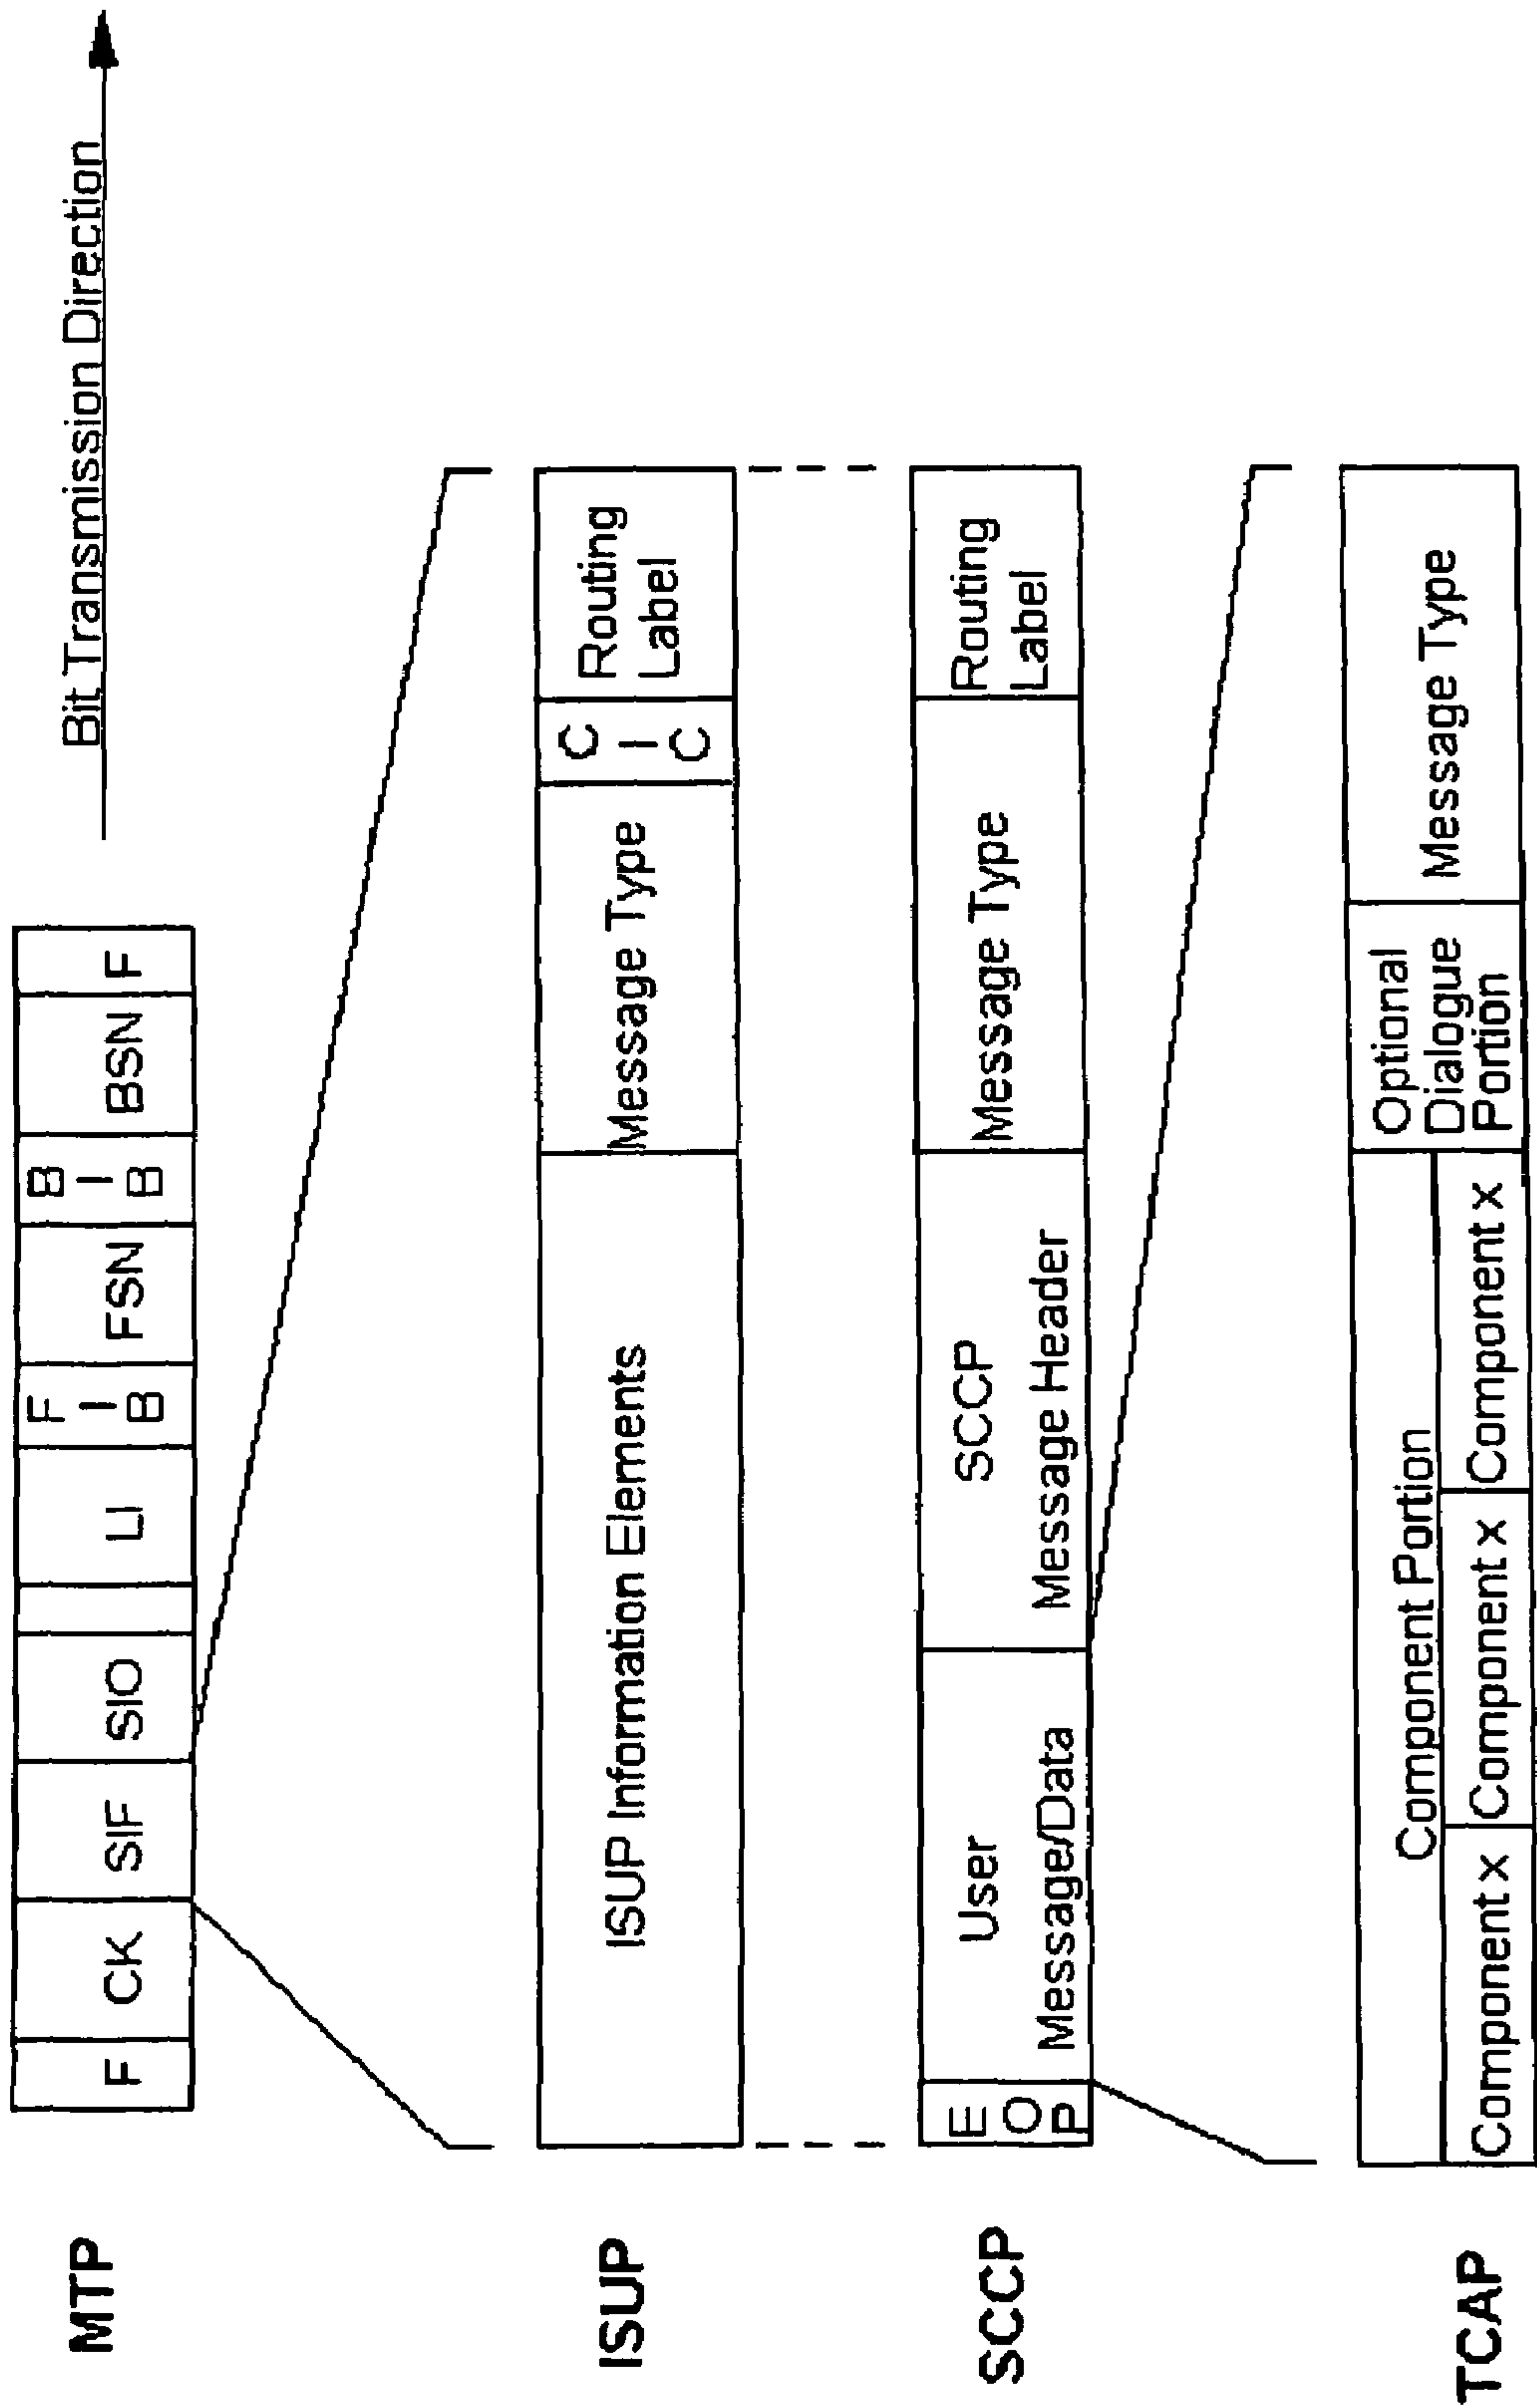 Bit Transmission Direction
MTP
F
CK
SIF
SIO
LI
F
I
B
FSN
B
I
B
BSN
F
ISUP
ISUP Information Elements
Message Type
C
I
C
Routing
Label
SCCP
E
O
P
User
Message/Data
SCCP
Message Header
Message Type
Routing
Label
TCAP
Component Portion
Component x
Component x
Component x
Optional
Dialogue
Portion
Message Type